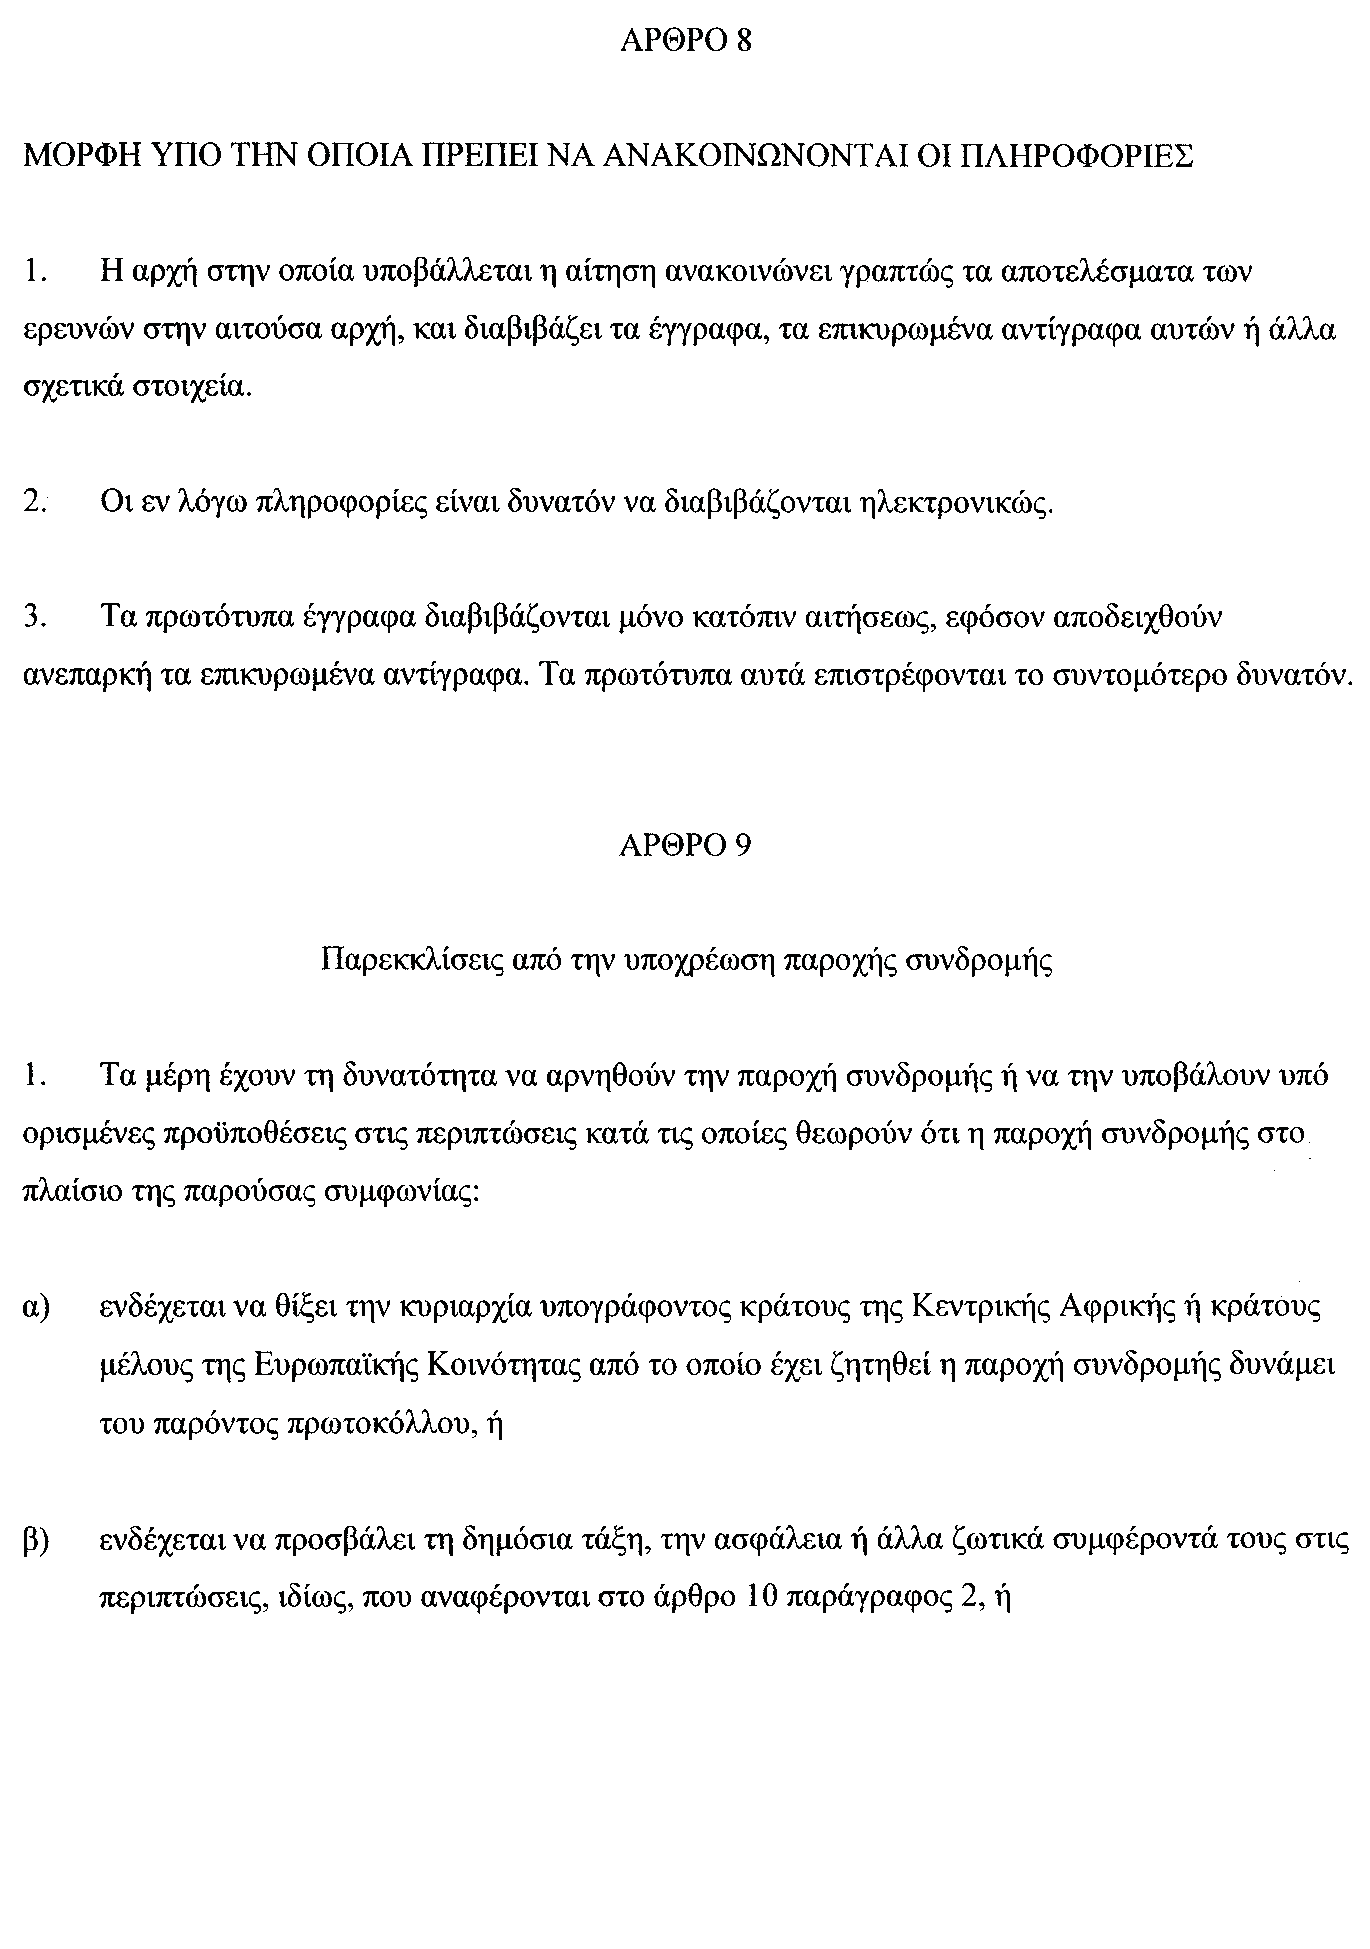 ΑΡΘΡΟ 8
ΜΟΡΦΗ ΥΠΟ ΤΗΝ ΟΠΟΙΑ ΠΡΕΠΕΙ ΝΑ ΑΝΑΚΟΙΝΩΝΟΝΤΑΙ ΟΙ ΠΛΗΡΟΦΟΡΙΕΣ
1. Η αρχή στην οποία υποβάλλεται η αίτηση ανακοινώνει γραπτώς τα αποτελέσματα των
ερευνών στην αιτούσα αρχή, και διαβιβάζει τα έγγραφα, τα επικυρωμένα αντίγραφα αυτών ή άλλα
σχετικά στοιχεία.
2. Οι εν λόγω πληροφορίες είναι δυνατόν να διαβιβάζονται ηλεκτρονικώς.
3. Τα πρωτότυπα έγγραφα διαβιβάζονται μόνο κατόπιν αιτήσεως, εφόσον αποδειχθούν
ανεπαρκή τα επικυρωμένα αντίγραφα. Τα πρωτότυπα αυτά επιστρέφονται το συντομότερο δυνατόν.
ΑΡΘΡΟ 9
Παρεκκλίσεις από την υποχρέωση παροχής συνδρομής
1. Τα μέρη έχουν τη δυνατότητα να αρνηθούν την παροχή συνδρομής ή να την υποβάλουν υπό
ορισμένες προϋποθέσεις στις περιπτώσεις κατά τις οποίες θεωρούν ότι η παροχή συνδρομής στο
πλαίσιο της παρούσας συμφωνίας:
α) ενδέχεται να θίξει την κυριαρχία υπογράφοντος κράτους της Κεντρικής Αφρικής ή κράτους
μέλους της Ευρωπαϊκής Κοινότητας από το οποίο έχει ζητηθεί η παροχή συνδρομής δυνάμει
του παρόντος πρωτοκόλλου, ή
β) ενδέχεται να προσβάλει τη δημόσια τάξη, την ασφάλεια ή άλλα ζωτικά συμφέροντά τους στις
περιπτώσεις, ιδίως, που αναφέρονται στο άρθρο 10 παράγραφος 2, ή